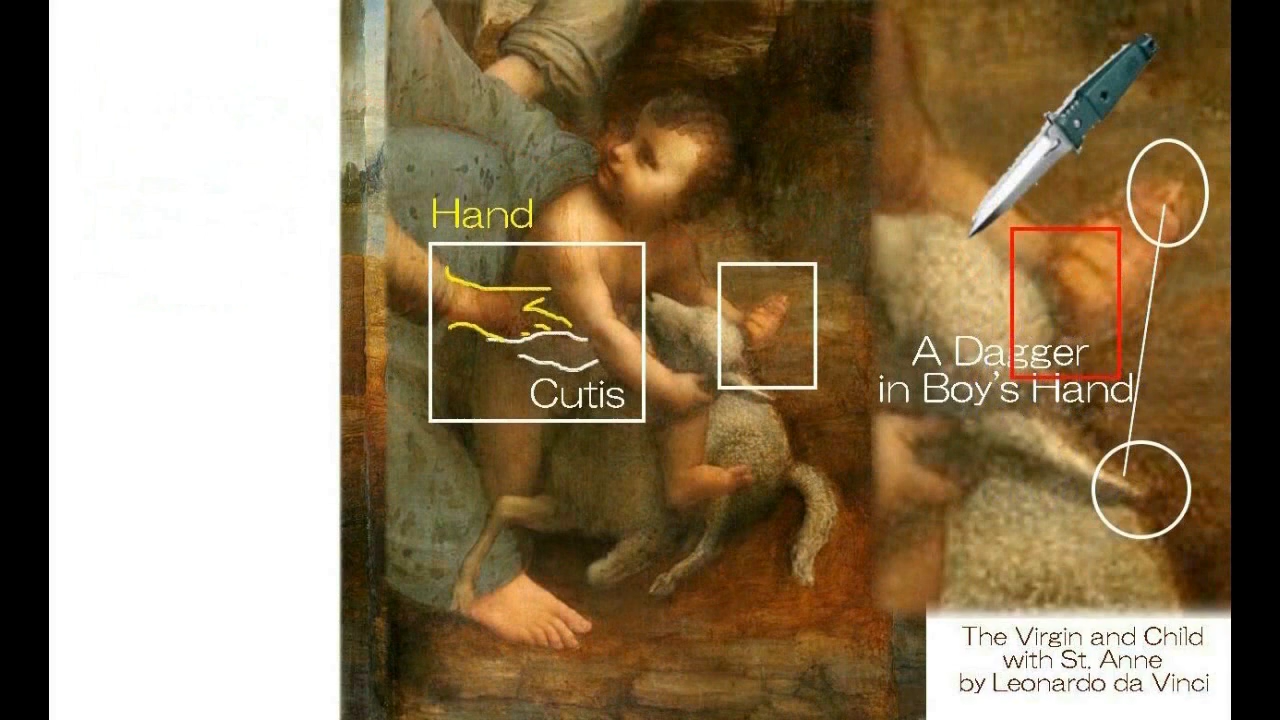 Hand
Cutis
A Dagger
in Boy's Hand
The Virgin and Child
with St. Anne
by Leonardo da Vinci